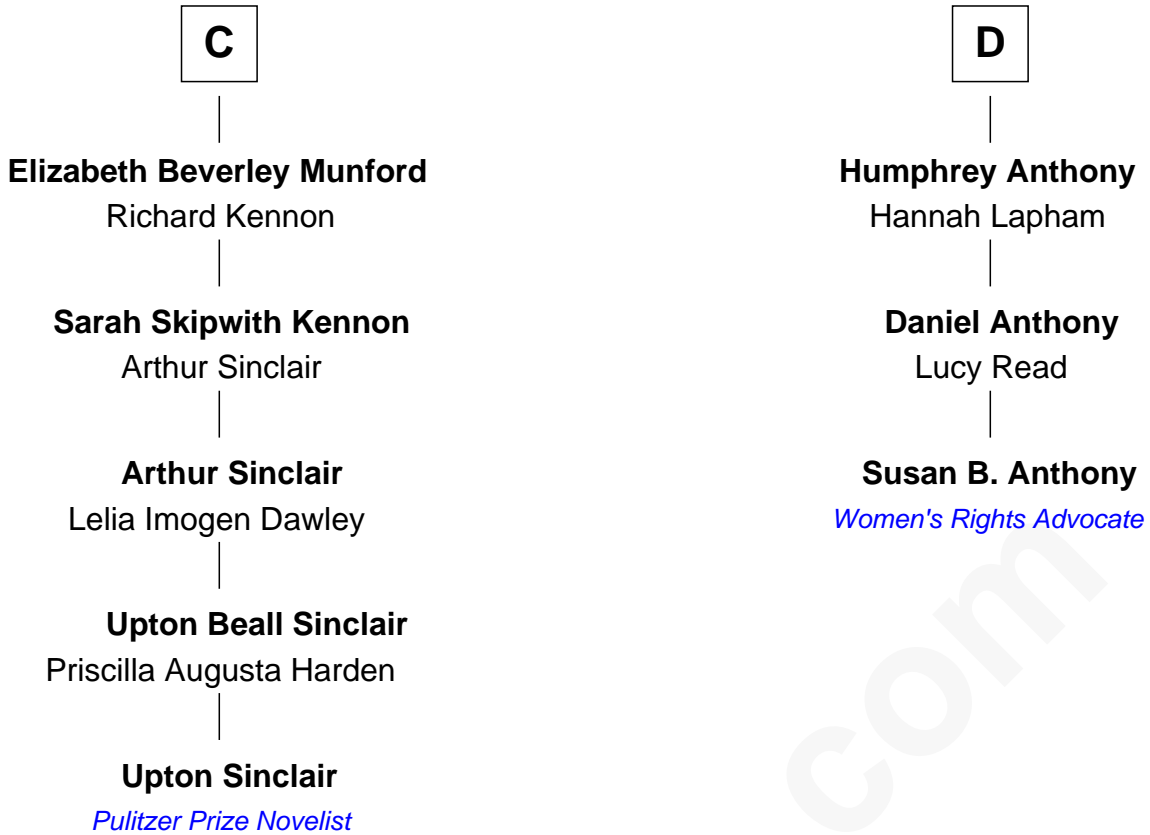 C
Elizabeth Beverley Munford
Richard Kennon
Sarah Skipwith Kennon
Arthur Sinclair
Arthur Sinclair
Lelia Imogen Dawley
Upton Beall Sinclair
Priscilla Augusta Harden
Upton Sinclair
Pulitzer Prize Novelist
D
Humphrey Anthony
Hannah Lapham
Daniel Anthony
Lucy Read
Susan B. Anthony
Women's Rights Advocate
com